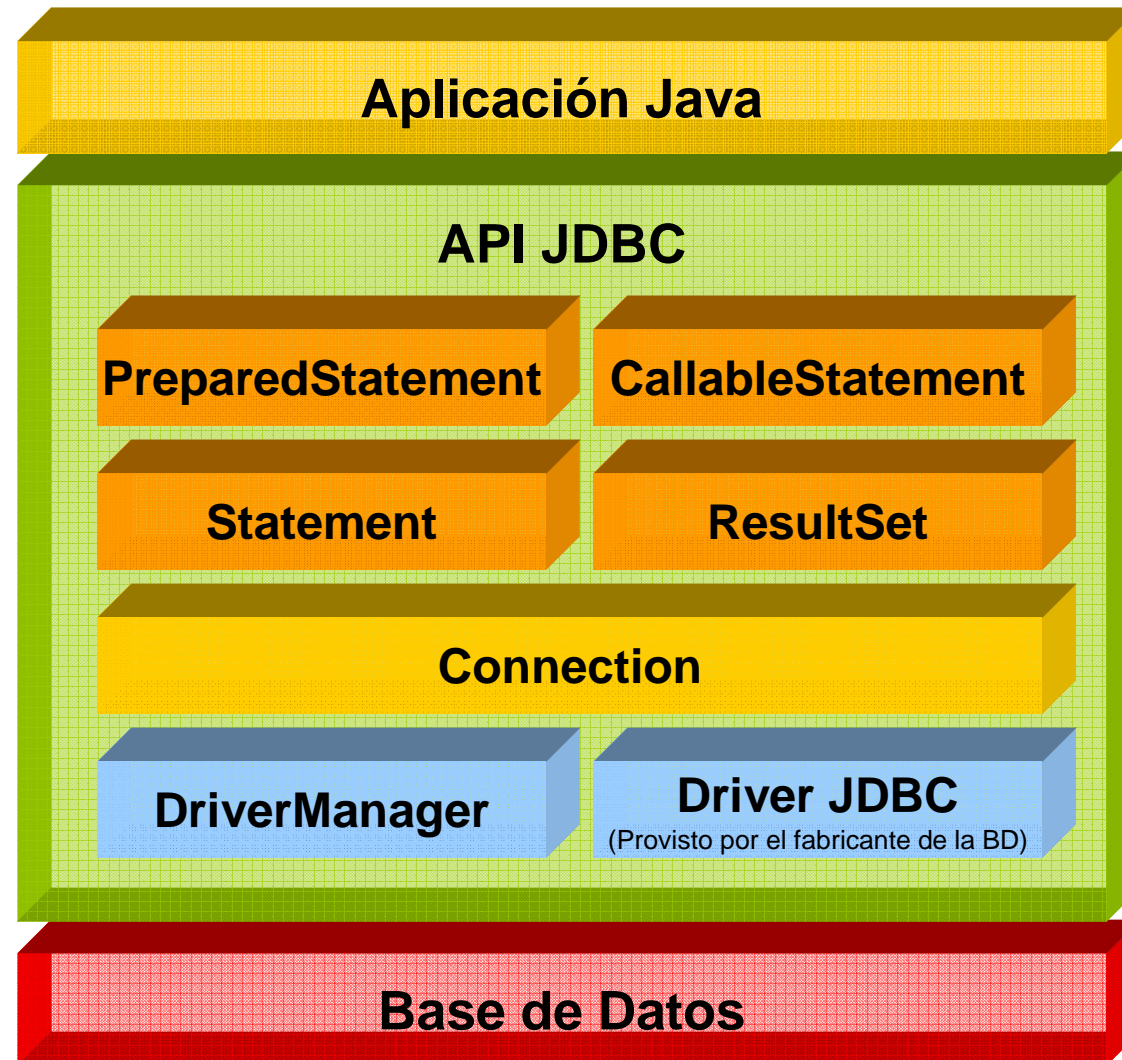 Aplicación Java
API JDBC
PreparedStatement
CallableStatement
Statement
ResultSet
Connection
DriverManager
Driver JDBC
(Provisto por el fabricante de la BD)
Base de Datos